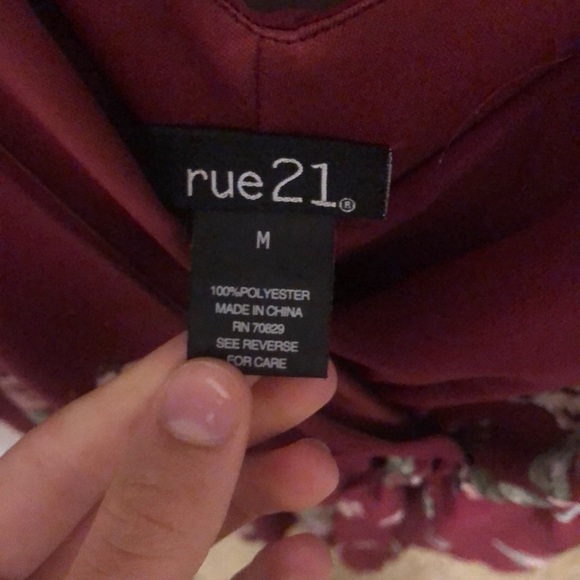 rue21®
M
100%POLYESTER
MADE IN CHINA
RN 70829
SEE REVERSE
FOR CARE